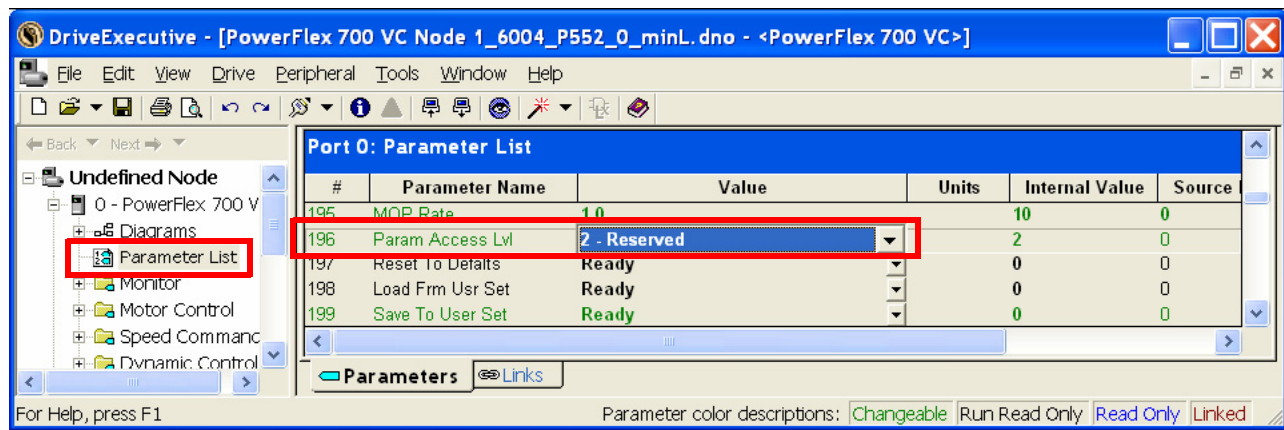 DriveExecutive - [PowerFlex 700 VC Node 1_6004_P552_0_minL.dno - <PowerFlex 700 VC>]
File Edit View Drive Peripheral Tools Window Help
Back Next
Undefined Node
0 - PowerFlex 700 V
Diagrams
Parameter List
Monitor
Motor Control
Speed Commanc
Dynamic Control
Port 0: Parameter List
# Parameter Name Value Units Internal Value Source
195 MOP Rate 1.0 10 0
196 Param Access Lvl 2 - Reserved 2 0
197 Reset To Defalts Ready 0 0
198 Load Frm Usr Set Ready 0 0
199 Save To User Set Ready 0 0
Parameters Links
For Help, press F1 Parameter color descriptions: Changeable Run Read Only Read Only Linked